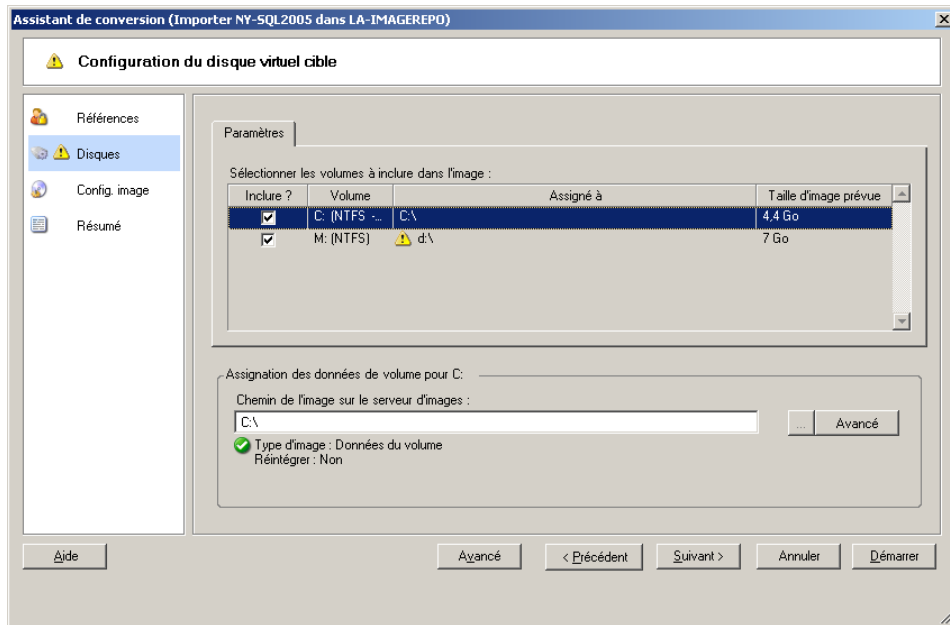 Assistant de conversion (Importer NY-SQL2005 dans LA-IMAGEREPO)
Configuration du disque virtuel cible
Références
Disques
Config. image
Résumé
Paramètres
Sélectionner les volumes à inclure dans l'image :
Inclure ? Volume Assigné à Taille d'image prévue
C: (NTFS -... C:\ 4,4 Go
M: (NTFS) d:\ 7 Go
Assignation des données de volume pour C:
Chemin de l'image sur le serveur d'images :
C:\ ... Avancé
Type d'image : Données du volume
Réintégrer : Non
Aide Avancé < Précédent Suivant > Annuler Démarrer